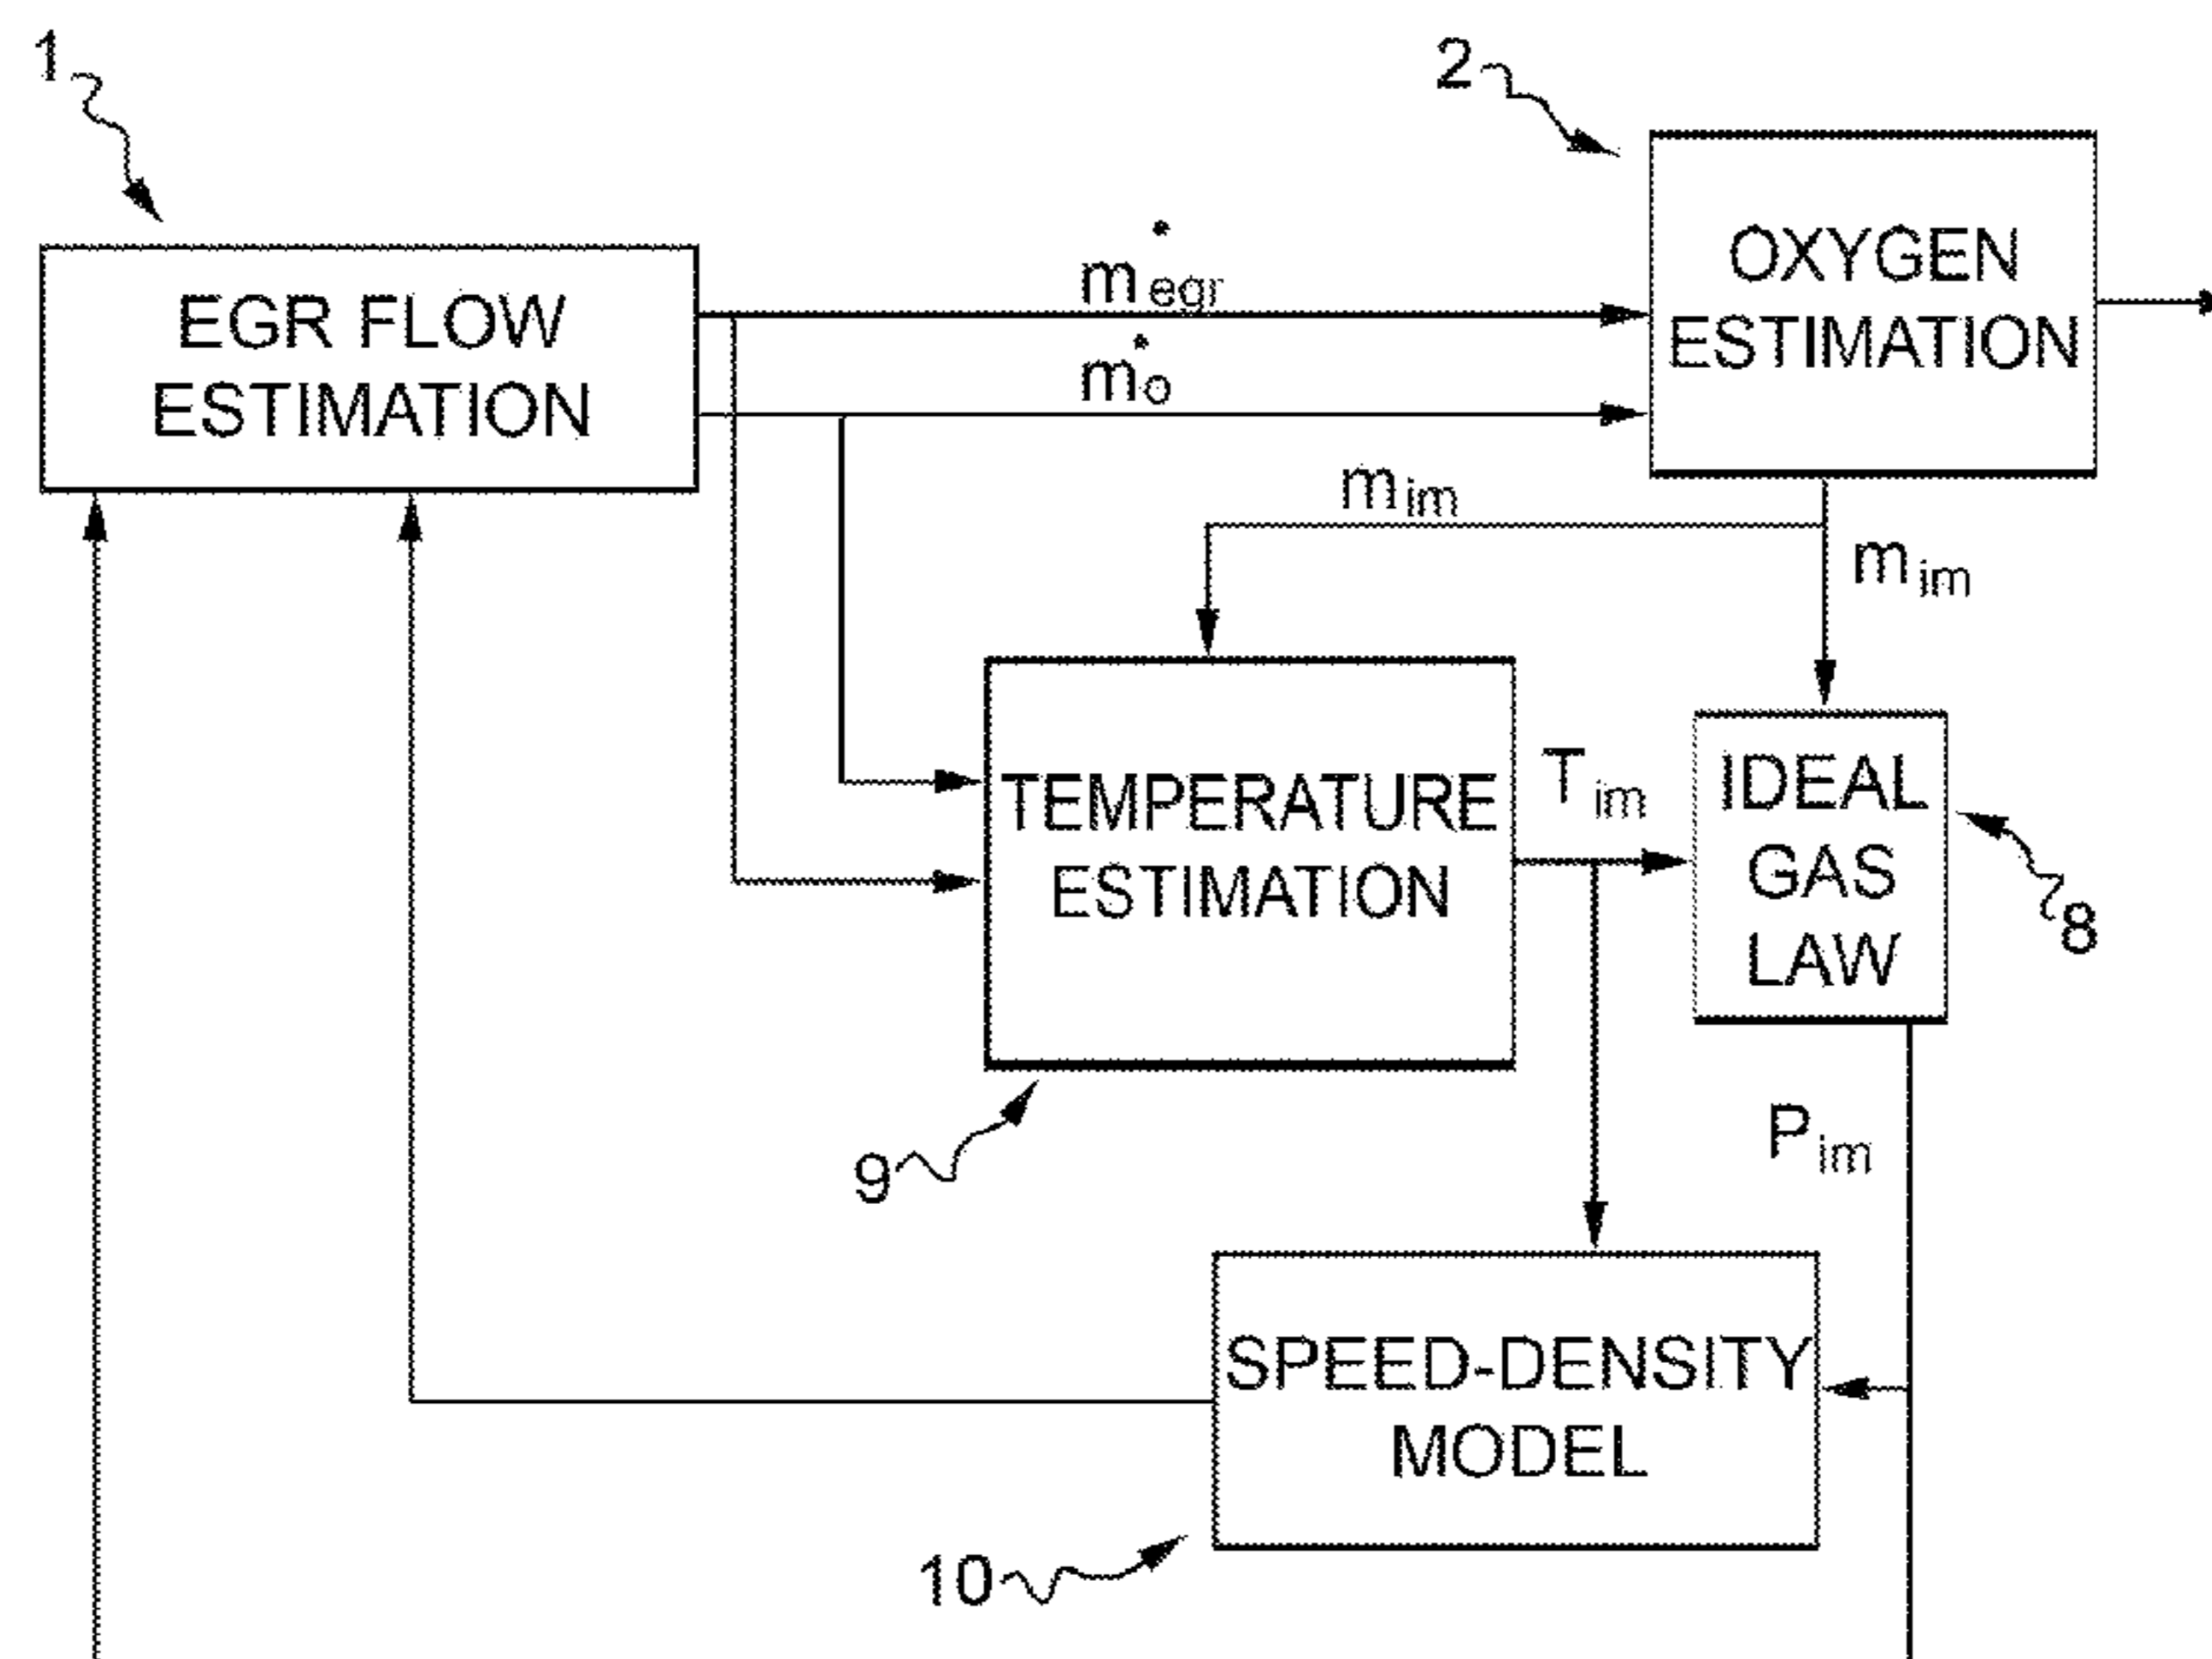 1
2
EGR FLOW
ESTIMATION
ṁegr
ṁo
OXYGEN
ESTIMATION
mim
mim
TEMPERATURE
ESTIMATION
Tim
IDEAL
GAS
LAW
8
9
Pim
SPEED-DENSITY
MODEL
10